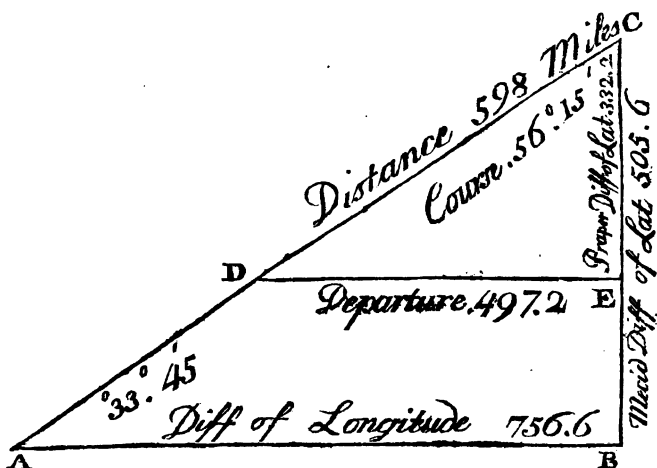 C
Distance 598 Miles
Course. 56°. 15'
Proper Diff of Lat. 332.2
Merid Diff of Lat 505.6
D
E
Departure. 497.2
°33.° 45'
Diff of Longitude 756.6
A
B